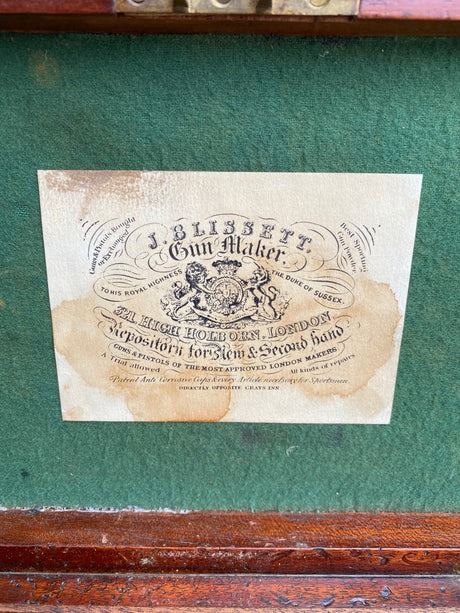 J. BLISSETT,
Gun Maker
Guns & Pistols Bought
or Exchanged
Best Sporting
Gun Powder
TO HIS ROYAL HIGHNESS THE DUKE OF SUSSEX.
321 HIGH HOLBORN, LONDON
Repository for New & Second hand
GUNS & PISTOLS OF THE MOST APPROVED LONDON MAKERS
A Trial allowed All kinds of repairs
Patent Anti Corrosive Caps & every Article necessary for Sportsmen
DIRECTLY OPPOSITE GRAYS INN